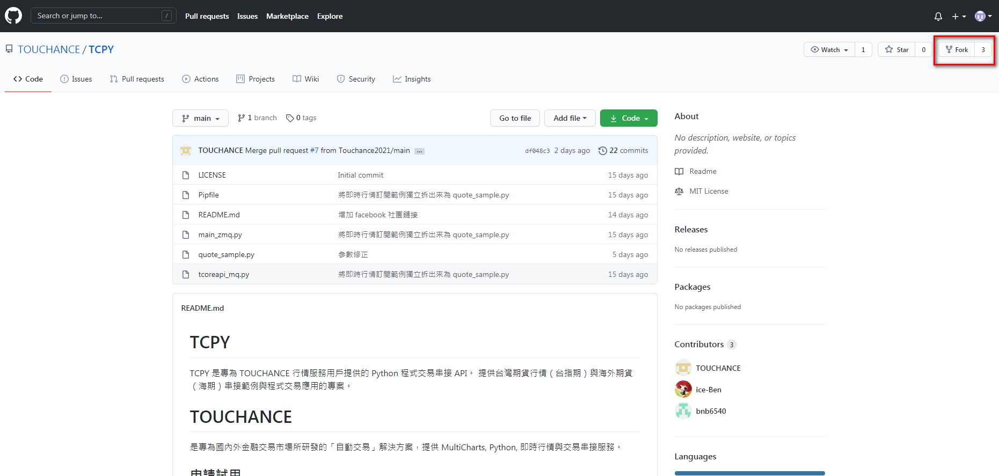 Search or jump to... /
Pull requests Issues Marketplace Explore
TOUCHANCE / TCPY
Watch 1 Star 0 Fork 3
Code Issues Pull requests Actions Projects Wiki Security Insights
main 1 branch 0 tags
Go to file Add file Code
TOUCHANCE Merge pull request #7 from Touchance2021/main ...
df048c3 2 days ago 22 commits
LICENSE Initial commit 15 days ago
Pipfile 將即時行情訂閱範例獨立拆出來為 quote_sample.py 15 days ago
README.md 增加 facebook 社團鏈接 14 days ago
main_zmq.py 將即時行情訂閱範例獨立拆出來為 quote_sample.py 15 days ago
quote_sample.py 參數修正 5 days ago
tcoreapi_mq.py 將即時行情訂閱範例獨立拆出來為 quote_sample.py 15 days ago
README.md
TCPY
TCPY 是專為 TOUCHANCE 行情服務用戶提供的 Python 程式交易串接 API。 提供台灣期貨行情（台指期）與海外期貨
（海期）串接範例與程式交易應用的專案。
TOUCHANCE
是專為國內外金融交易市場所研發的「自動交易」解決方案，提供 MultiCharts, Python, 即時行情與交易串接服務。
申請試用
About
No description, website, or topics
provided.
Readme
MIT License
Releases
No releases published
Packages
No packages published
Contributors 3
TOUCHANCE
ice-Ben
bnb6540
Languages